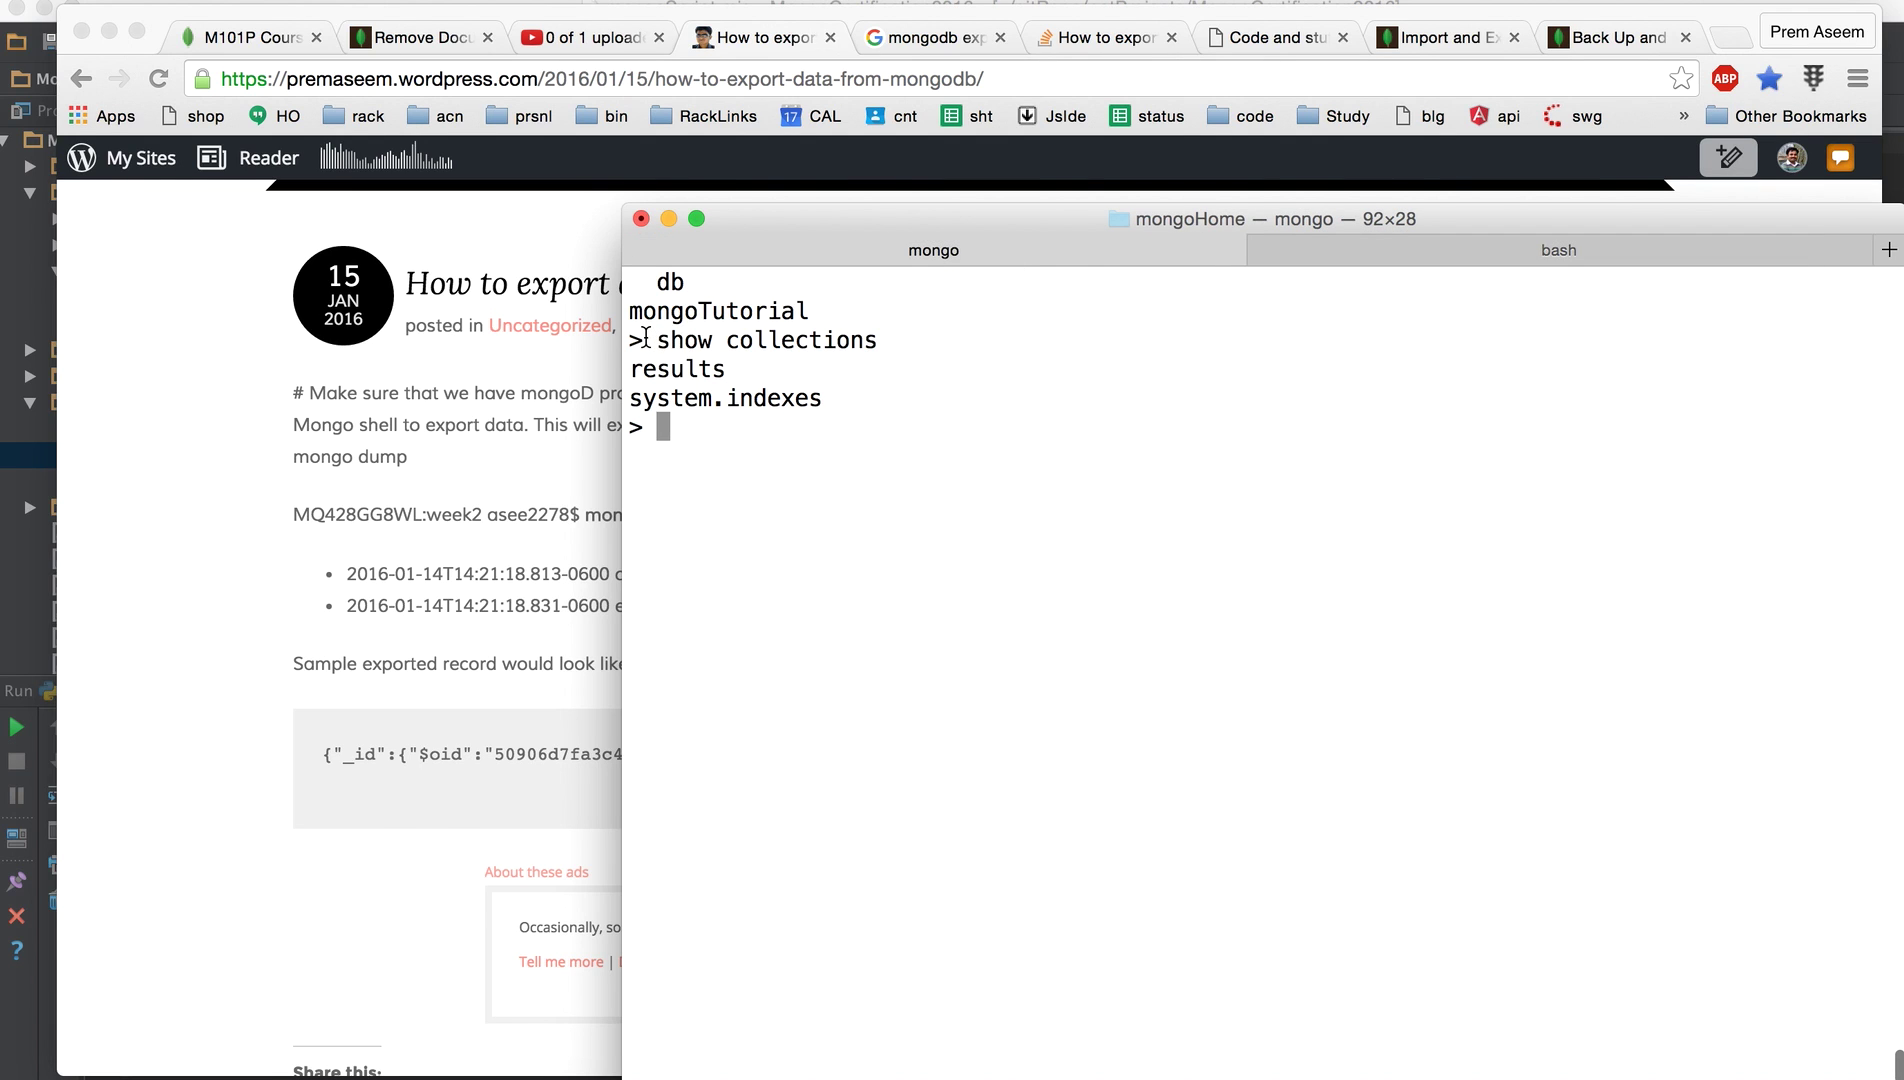 M101P Cours
Remove Docu
0 of 1 uploade
How to expor
mongodb exp
How to expor
Code and stu
Import and Ex
Back Up and
Prem Aseem
https://premaseem.wordpress.com/2016/01/15/how-to-export-data-from-mongodb/
ABP
Apps
shop
HO
rack
acn
prsnl
bin
RackLinks
17 CAL
cnt
sht
JsIde
status
code
Study
blg
api
swg
»
Other Bookmarks
My Sites
Reader
mongoHome — mongo — 92×28
mongo
bash
db
mongoTutorial
> show collections
results
system.indexes
>
15
JAN
2016
How to export
posted in Uncategorized,
# Make sure that we have mongoD pro
Mongo shell to export data. This will ex
mongo dump
MQ428GG8WL:week2 asee2278$ mon
• 2016-01-14T14:21:18.813-0600 c
• 2016-01-14T14:21:18.831-0600 e
Sample exported record would look like
{"_id":{"$oid":"50906d7fa3c4
About these ads
Occasionally, so
Tell me more |
Share this:
Run